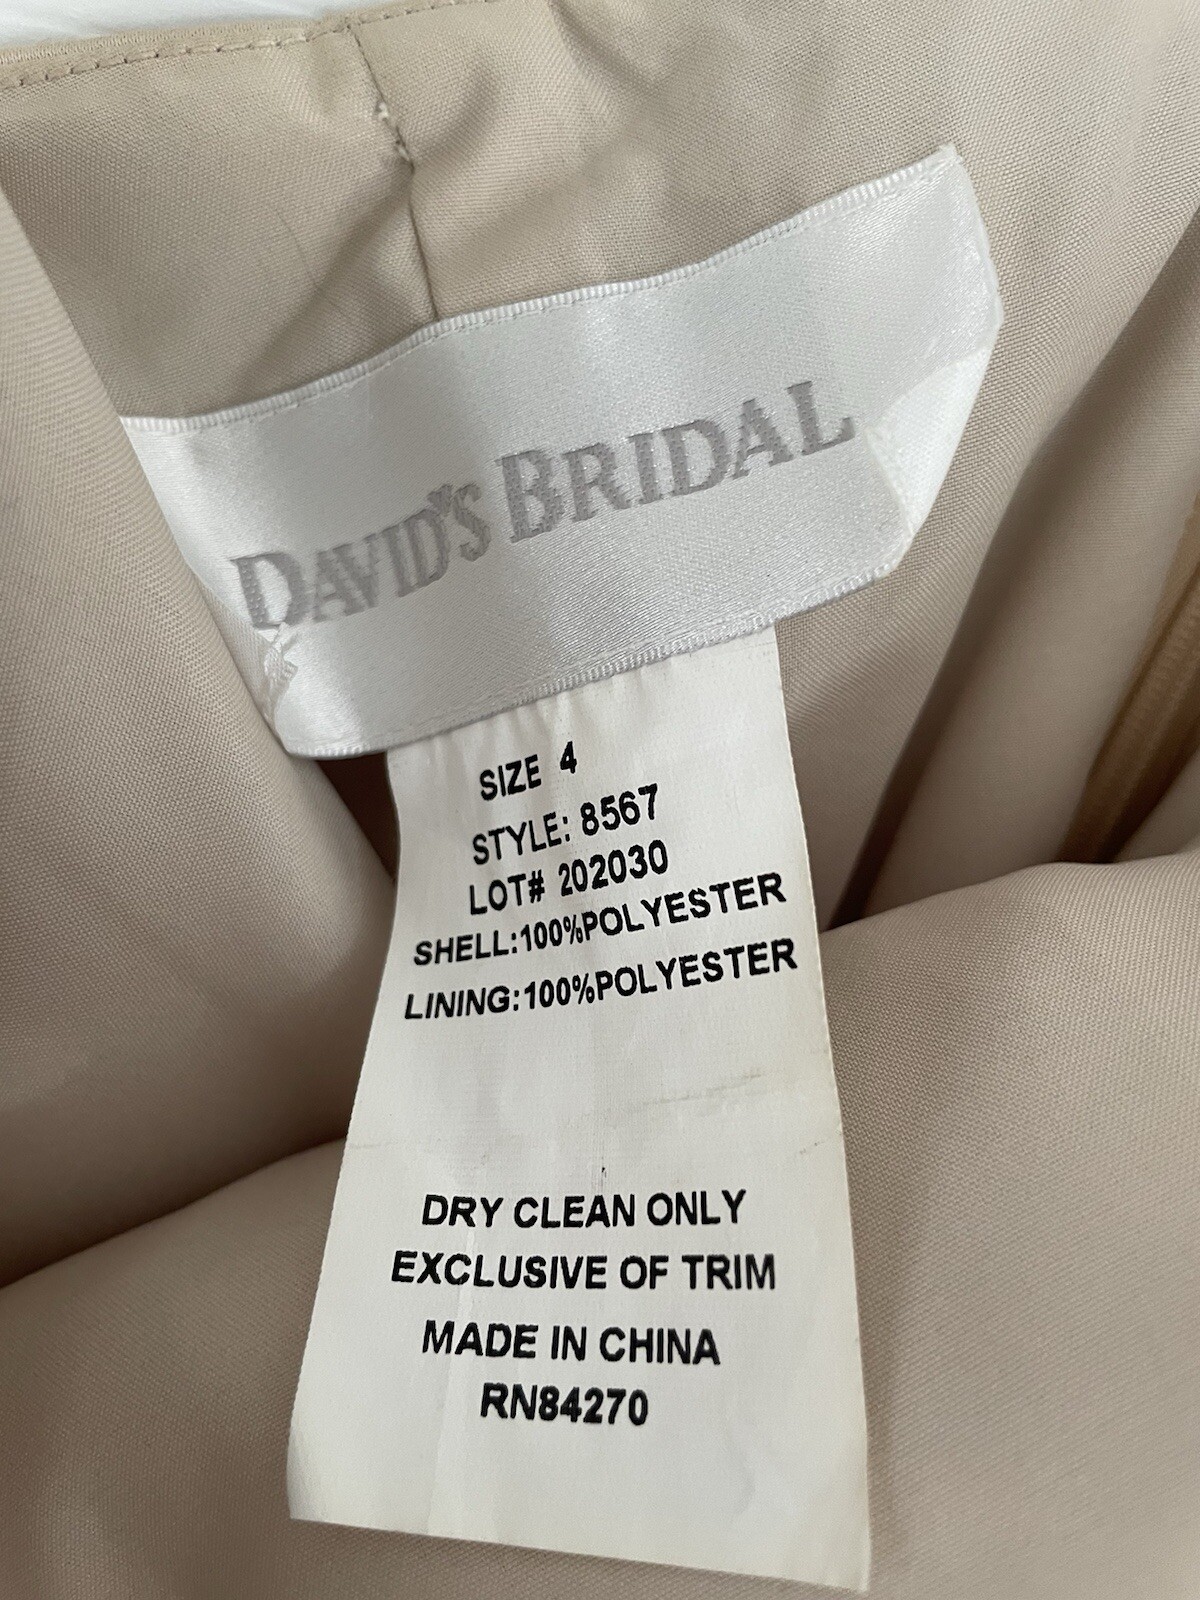 DAVID'S BRIDAL
SIZE 4
STYLE: 8567
LOT# 202030
SHELL:100%POLYESTER
LINING:100%POLYESTER
DRY CLEAN ONLY
EXCLUSIVE OF TRIM
MADE IN CHINA
RN84270